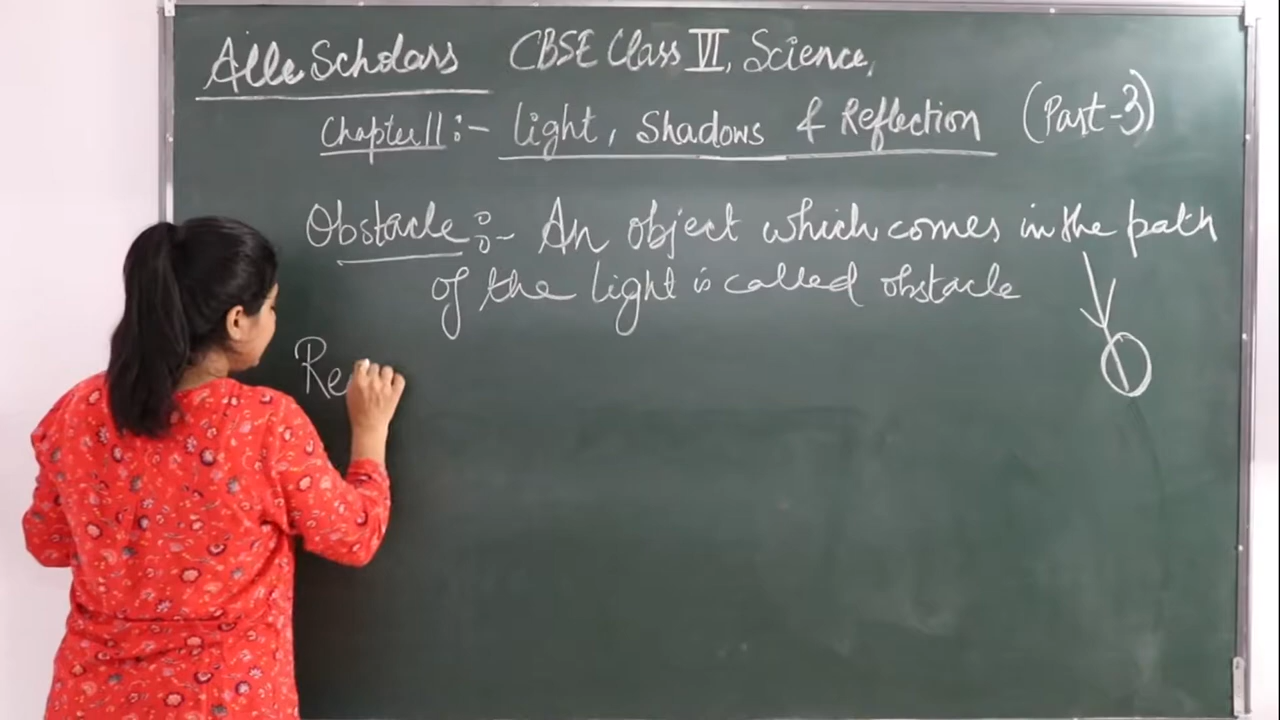 Alle Scholars CBSE Class VI, Science,
Chapter 11:- Light, Shadows & Reflection (Part-3)
Obstacle:- An object which comes in the path
of the light is called obstacle
Re